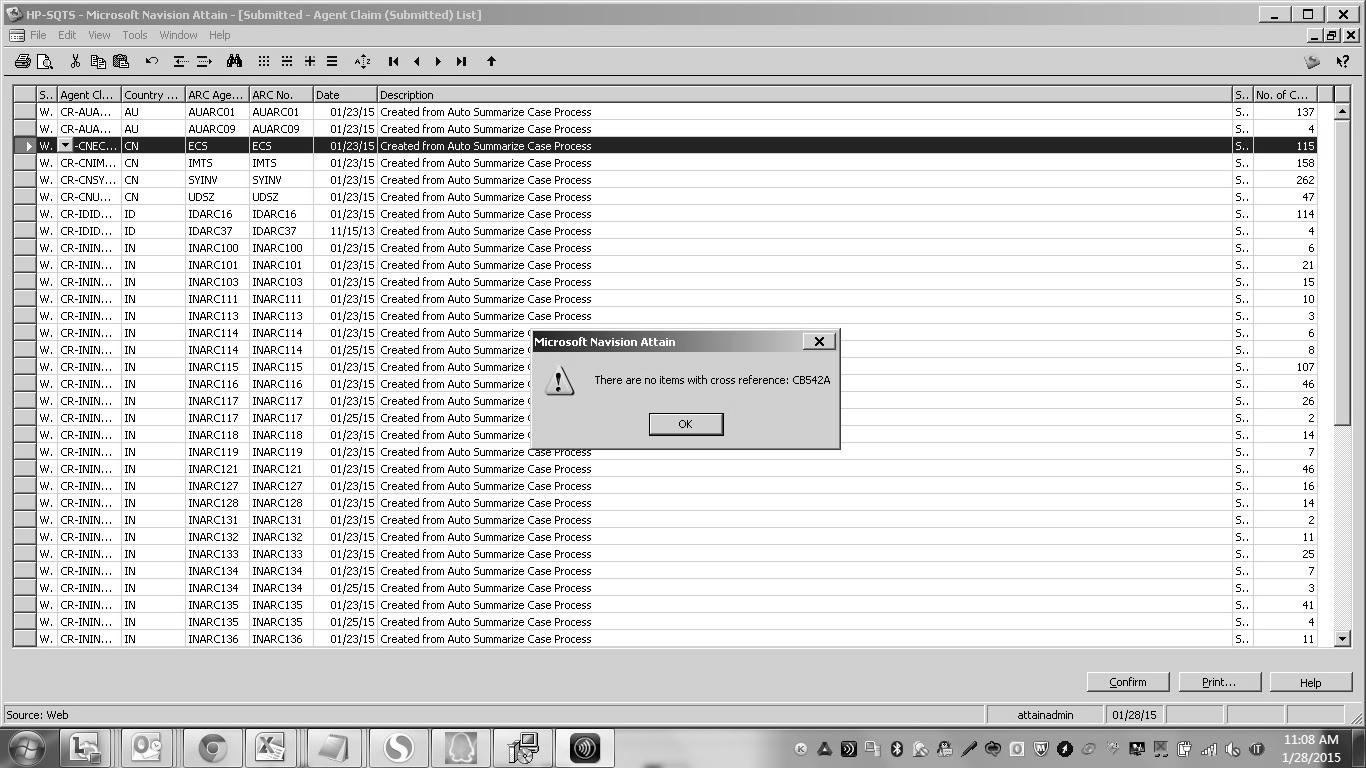 HP-SQTS - Microsoft Navision Attain - [Submitted - Agent Claim (Submitted) List]
File Edit View Tools Window Help
S.. Agent Cl... Country ... ARC Age... ARC No. Date Description S.. No. of C...
W. CR-AUA... AU AUARC01 AUARC01 01/23/15 Created from Auto Summarize Case Process S.. 137
W. CR-AUA... AU AUARC09 AUARC09 01/23/15 Created from Auto Summarize Case Process S.. 4
W. -CNEC... CN ECS ECS 01/23/15 Created from Auto Summarize Case Process S.. 115
W. CR-CNIM... CN IMTS IMTS 01/23/15 Created from Auto Summarize Case Process S.. 158
W. CR-CNSY... CN SYINV SYINV 01/23/15 Created from Auto Summarize Case Process S.. 262
W. CR-CNU... CN UDSZ UDSZ 01/23/15 Created from Auto Summarize Case Process S.. 47
W. CR-IDID... ID IDARC16 IDARC16 01/23/15 Created from Auto Summarize Case Process S.. 114
W. CR-IDID... ID IDARC37 IDARC37 11/15/13 Created from Auto Summarize Case Process S.. 4
W. CR-ININ... IN INARC100 INARC100 01/23/15 Created from Auto Summarize Case Process S.. 6
W. CR-ININ... IN INARC101 INARC101 01/23/15 Created from Auto Summarize Case Process S.. 21
W. CR-ININ... IN INARC103 INARC103 01/23/15 Created from Auto Summarize Case Process S.. 15
W. CR-ININ... IN INARC111 INARC111 01/23/15 Created from Auto Summarize Case Process S.. 10
W. CR-ININ... IN INARC113 INARC113 01/23/15 Created from Auto Summarize Case Process S.. 3
W. CR-ININ... IN INARC114 INARC114 01/23/15 Created from Auto Summarize S.. 6
W. CR-ININ... IN INARC114 INARC114 01/25/15 Created from Auto Summarize S.. 8
W. CR-ININ... IN INARC115 INARC115 01/23/15 Created from Auto Summarize S.. 107
W. CR-ININ... IN INARC116 INARC116 01/23/15 Created from Auto Summarize S.. 46
W. CR-ININ... IN INARC117 INARC117 01/23/15 Created from Auto Summarize S.. 26
W. CR-ININ... IN INARC117 INARC117 01/25/15 Created from Auto Summarize S.. 2
W. CR-ININ... IN INARC118 INARC118 01/23/15 Created from Auto Summarize S.. 14
W. CR-ININ... IN INARC119 INARC119 01/23/15 Created from Auto Summarize Case Process S.. 7
W. CR-ININ... IN INARC121 INARC121 01/23/15 Created from Auto Summarize Case Process S.. 46
W. CR-ININ... IN INARC127 INARC127 01/23/15 Created from Auto Summarize Case Process S.. 16
W. CR-ININ... IN INARC128 INARC128 01/23/15 Created from Auto Summarize Case Process S.. 14
W. CR-ININ... IN INARC131 INARC131 01/23/15 Created from Auto Summarize Case Process S.. 2
W. CR-ININ... IN INARC132 INARC132 01/23/15 Created from Auto Summarize Case Process S.. 11
W. CR-ININ... IN INARC133 INARC133 01/23/15 Created from Auto Summarize Case Process S.. 25
W. CR-ININ... IN INARC134 INARC134 01/23/15 Created from Auto Summarize Case Process S.. 7
W. CR-ININ... IN INARC134 INARC134 01/25/15 Created from Auto Summarize Case Process S.. 3
W. CR-ININ... IN INARC135 INARC135 01/23/15 Created from Auto Summarize Case Process S.. 41
W. CR-ININ... IN INARC135 INARC135 01/25/15 Created from Auto Summarize Case Process S.. 4
W. CR-ININ... IN INARC136 INARC136 01/23/15 Created from Auto Summarize Case Process S.. 11
Microsoft Navision Attain
There are no items with cross reference: CB542A
OK
Confirm Print... Help
Source: Web attainadmin 01/28/15
11:08 AM
1/28/2015